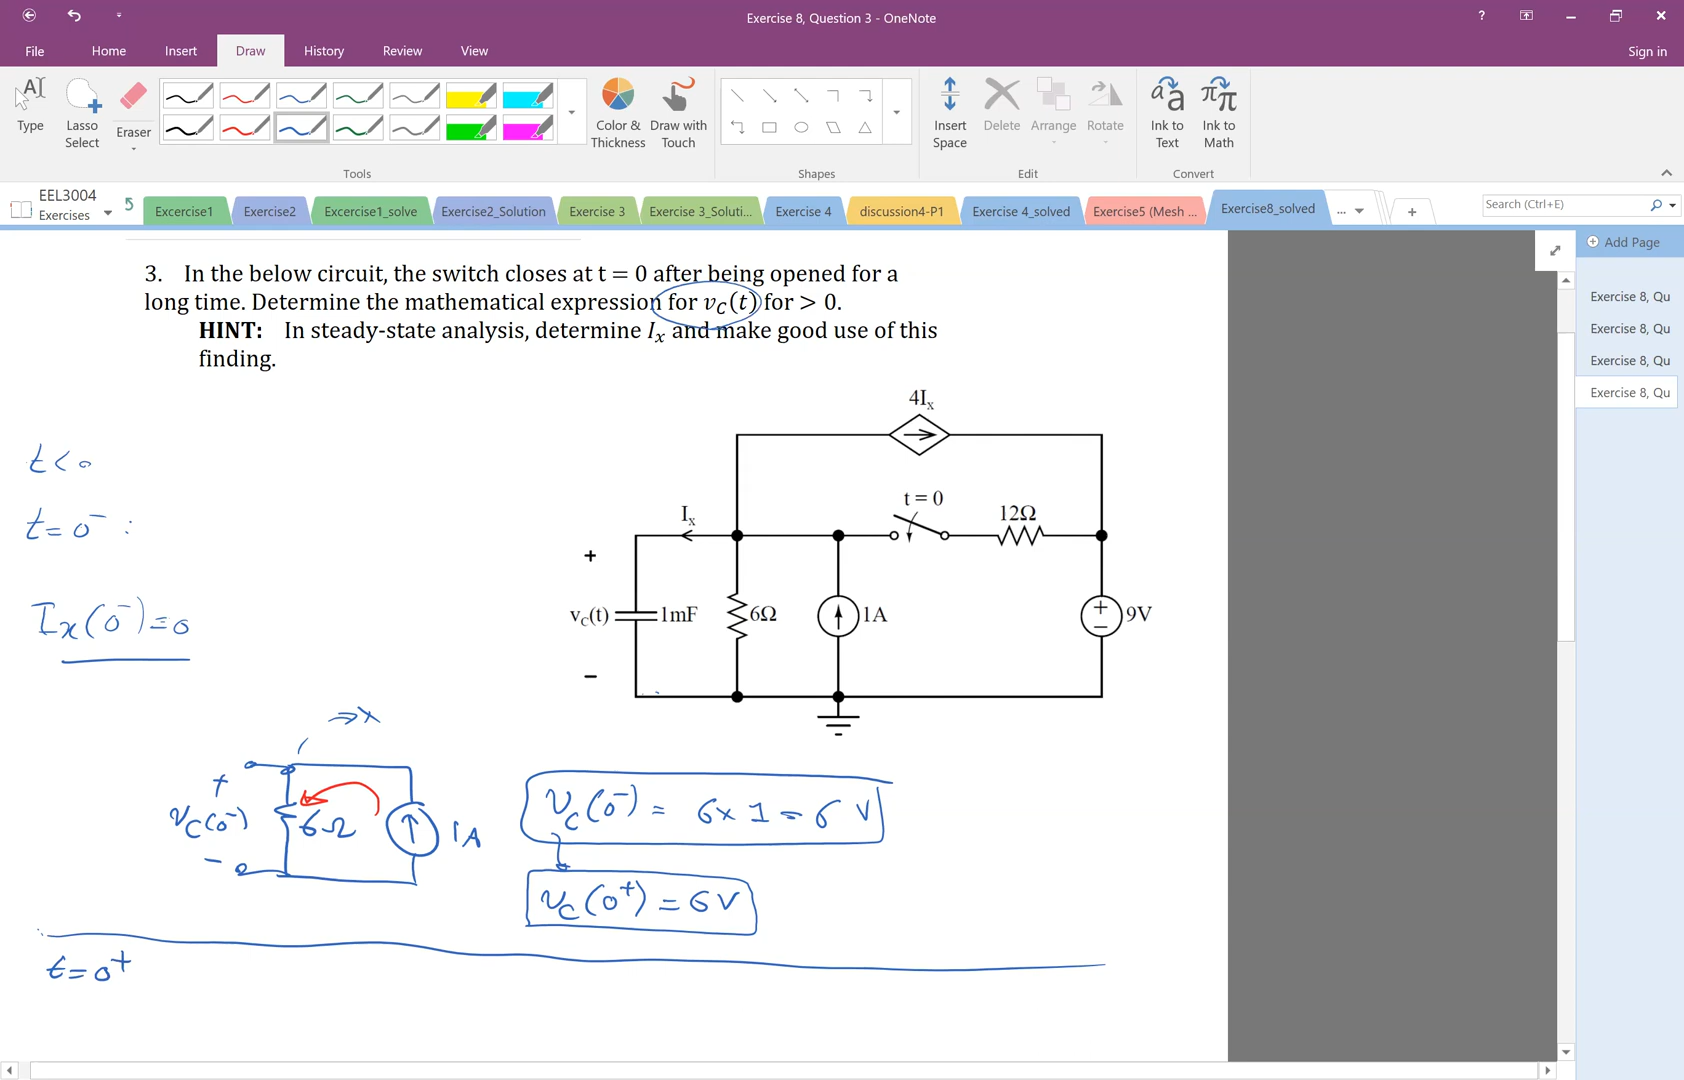 Exercise 8, Question 3 - OneNote
?
File Home Insert Draw History Review View Sign in
Type
Lasso Select
Eraser
Color & Thickness
Draw with Touch
Insert Space
Delete
Arrange
Rotate
Ink to Text
Ink to Math
Tools Shapes Edit Convert
EEL3004 Exercises
Excercise1 Exercise2 Excercise1_solve Exercise2_Solution Exercise 3 Exercise 3_Soluti... Exercise 4 discussion4-P1 Exercise 4_solved Exercise5 (Mesh ... Exercise8_solved ... +
Search (Ctrl+E)
Add Page
Exercise 8, Qu
Exercise 8, Qu
Exercise 8, Qu
Exercise 8, Qu
3. In the below circuit, the switch closes at t = 0 after being opened for a
long time. Determine the mathematical expression for v_C(t) for > 0.
HINT: In steady-state analysis, determine I_x and make good use of this
finding.
4I_x
t<0
t = 0
12Ω
I_x
t=0⁻ :
+
v_C(t) 1mF 6Ω 1A + − 9V
−
I_x(0⁻)=0
⇒x
+
v_C(0⁻) 6Ω 1A
−
v_C(0⁻) = 6x1=6 V
v_C(0⁺) = 6V
t=0⁺